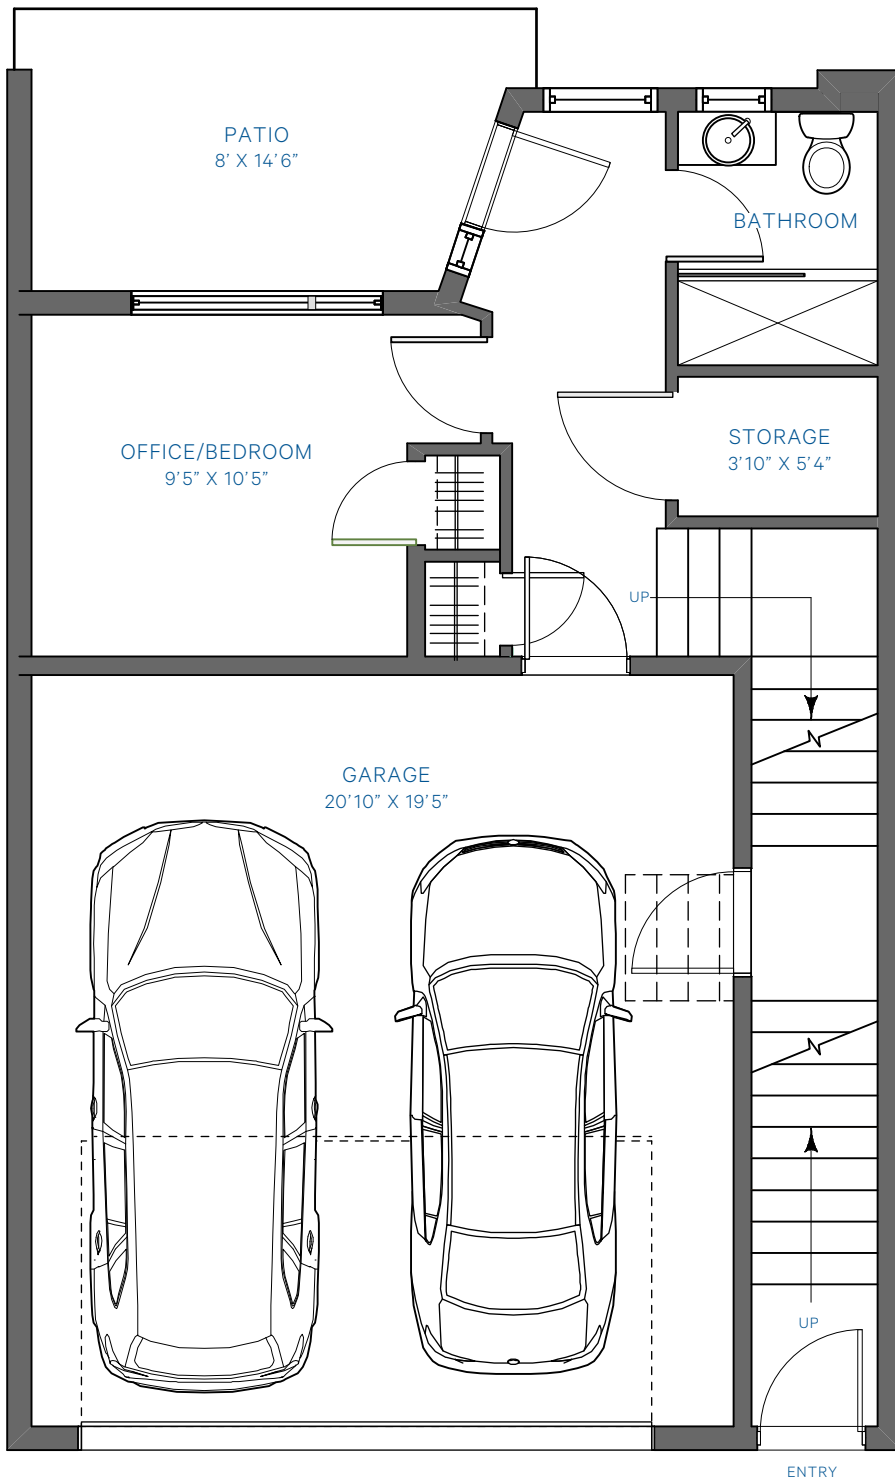 PATIO
8’ X 14’6”
BATHROOM
OFFICE/BEDROOM
9’5” X 10’5”
STORAGE
3’10” X 5’4”
UP
GARAGE
20’10” X 19’5”
UP
ENTRY